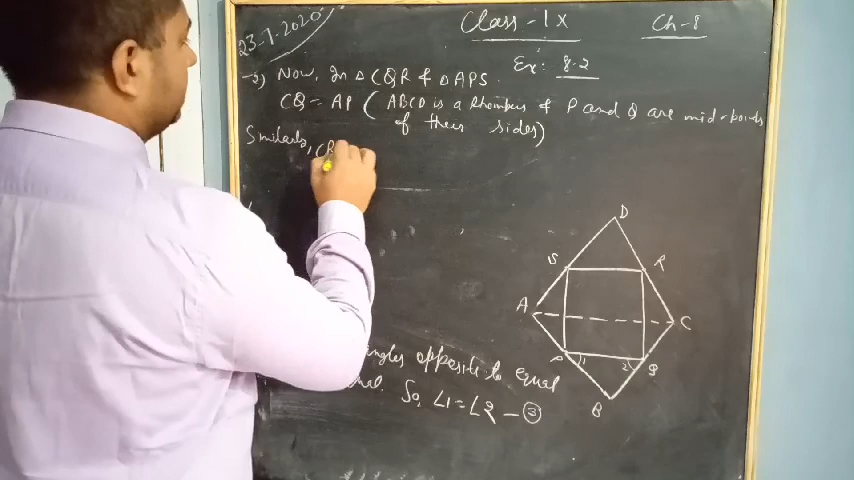 23-7-2020
Class - IX
Ch-8
Ex: 8.2
Now, In Δ CQR & Δ APS.
CQ = AP ( ABCD is a Rhombus & P and Q are mid-points
of their sides)
Similarly, CR
D
S
R
A
C
P
1
2
Q
B
angles opposite to equal
So, ∠1 = ∠2 - ③